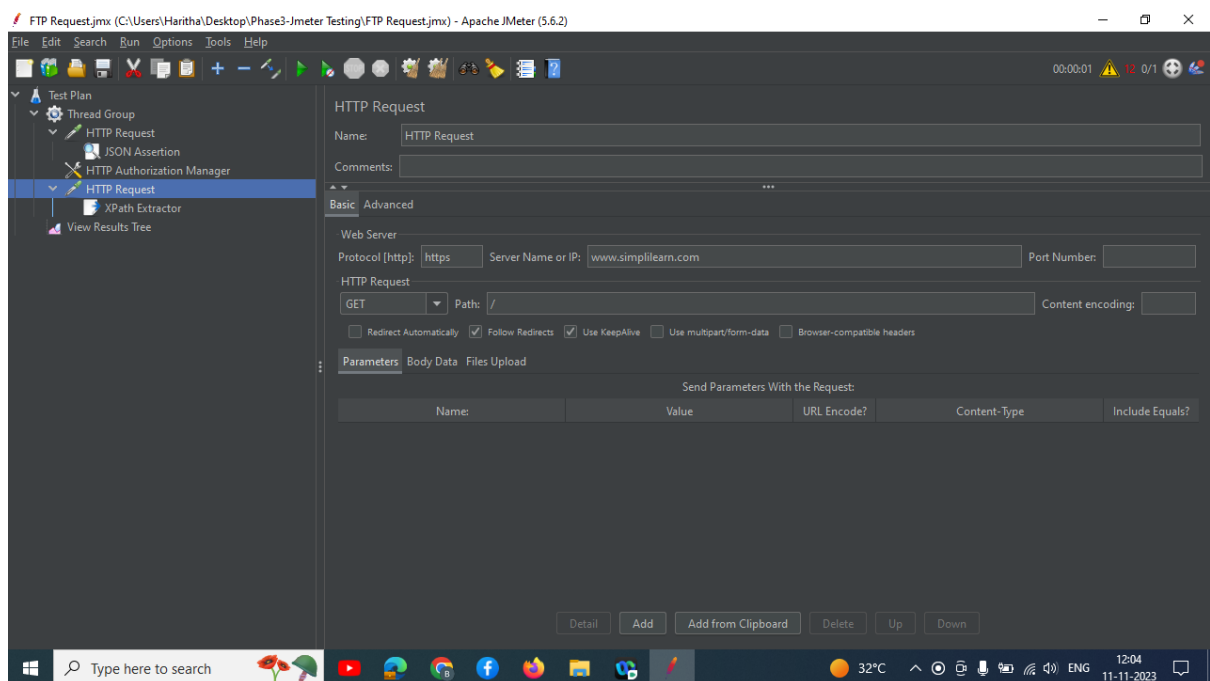 FTP Request.jmx (C:\Users\Haritha\Desktop\Phase3-Jmeter Testing\FTP Request.jmx) - Apache JMeter (5.6.2)
File Edit Search Run Options Tools Help
00:00:01 12 0/1
Test Plan
Thread Group
HTTP Request
JSON Assertion
HTTP Authorization Manager
HTTP Request
XPath Extractor
View Results Tree
HTTP Request
Name: HTTP Request
Comments:
Basic Advanced
Web Server
Protocol [http]: https Server Name or IP: www.simplilearn.com Port Number:
HTTP Request
GET Path: / Content encoding:
Redirect Automatically Follow Redirects Use KeepAlive Use multipart/form-data Browser-compatible headers
Parameters Body Data Files Upload
Send Parameters With the Request:
Name: Value URL Encode? Content-Type Include Equals?
Detail Add Add from Clipboard Delete Up Down
Type here to search 32°C ENG 12:04
11-11-2023